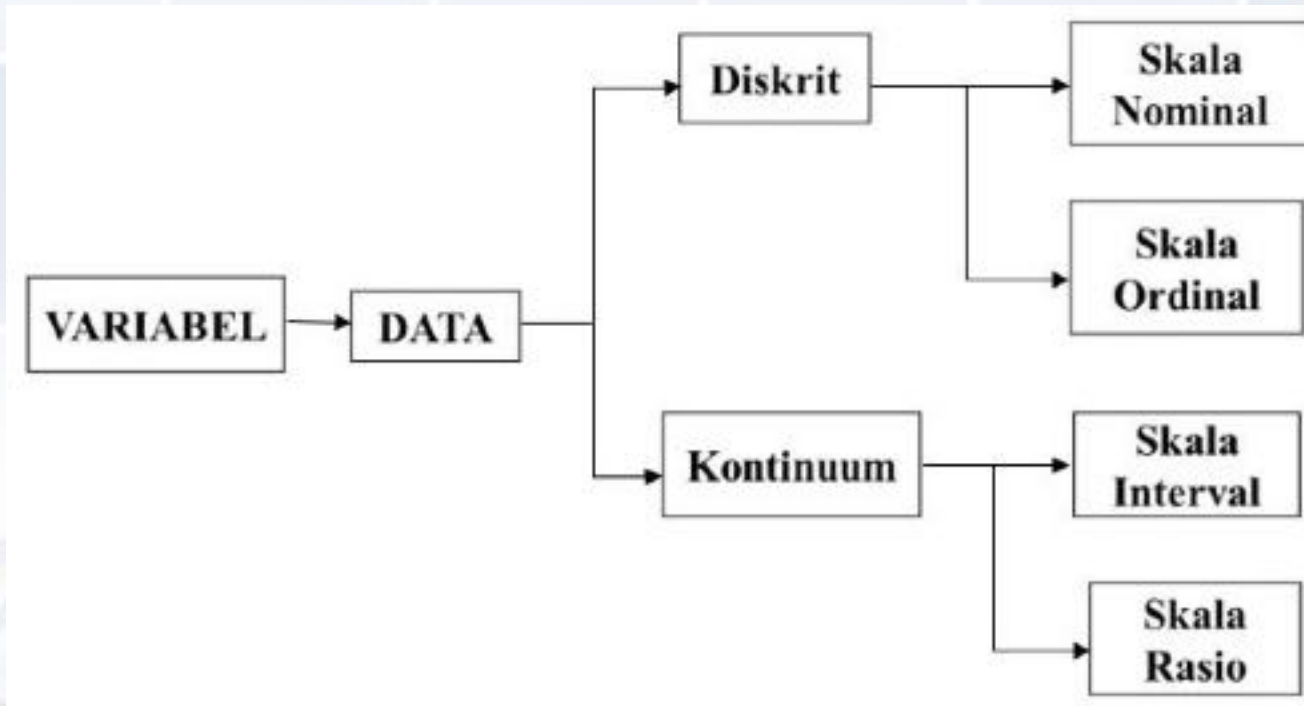 VARIABEL
DATA
Diskrit
Skala
Nominal
Skala
Ordinal
Kontinuum
Skala
Interval
Skala
Rasio